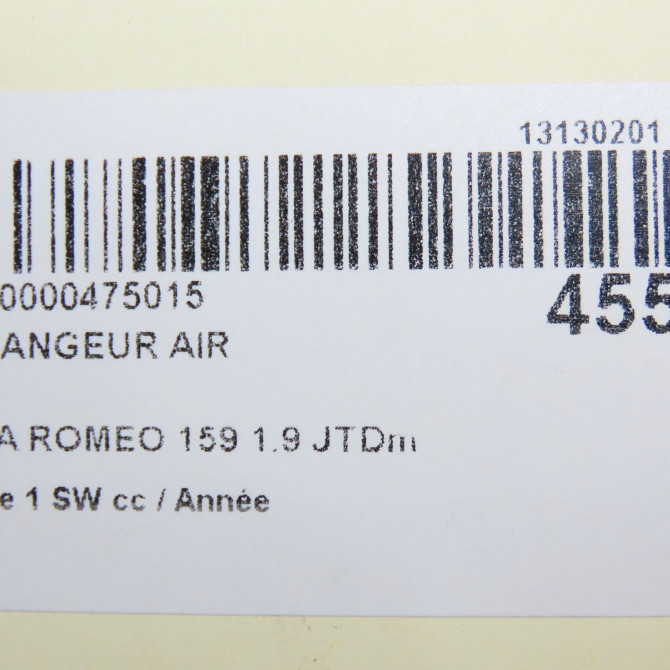 13130201
0000475015
455
ANGEUR AIR
A ROMEO 159 1.9 JTDm
e 1 SW cc / Année